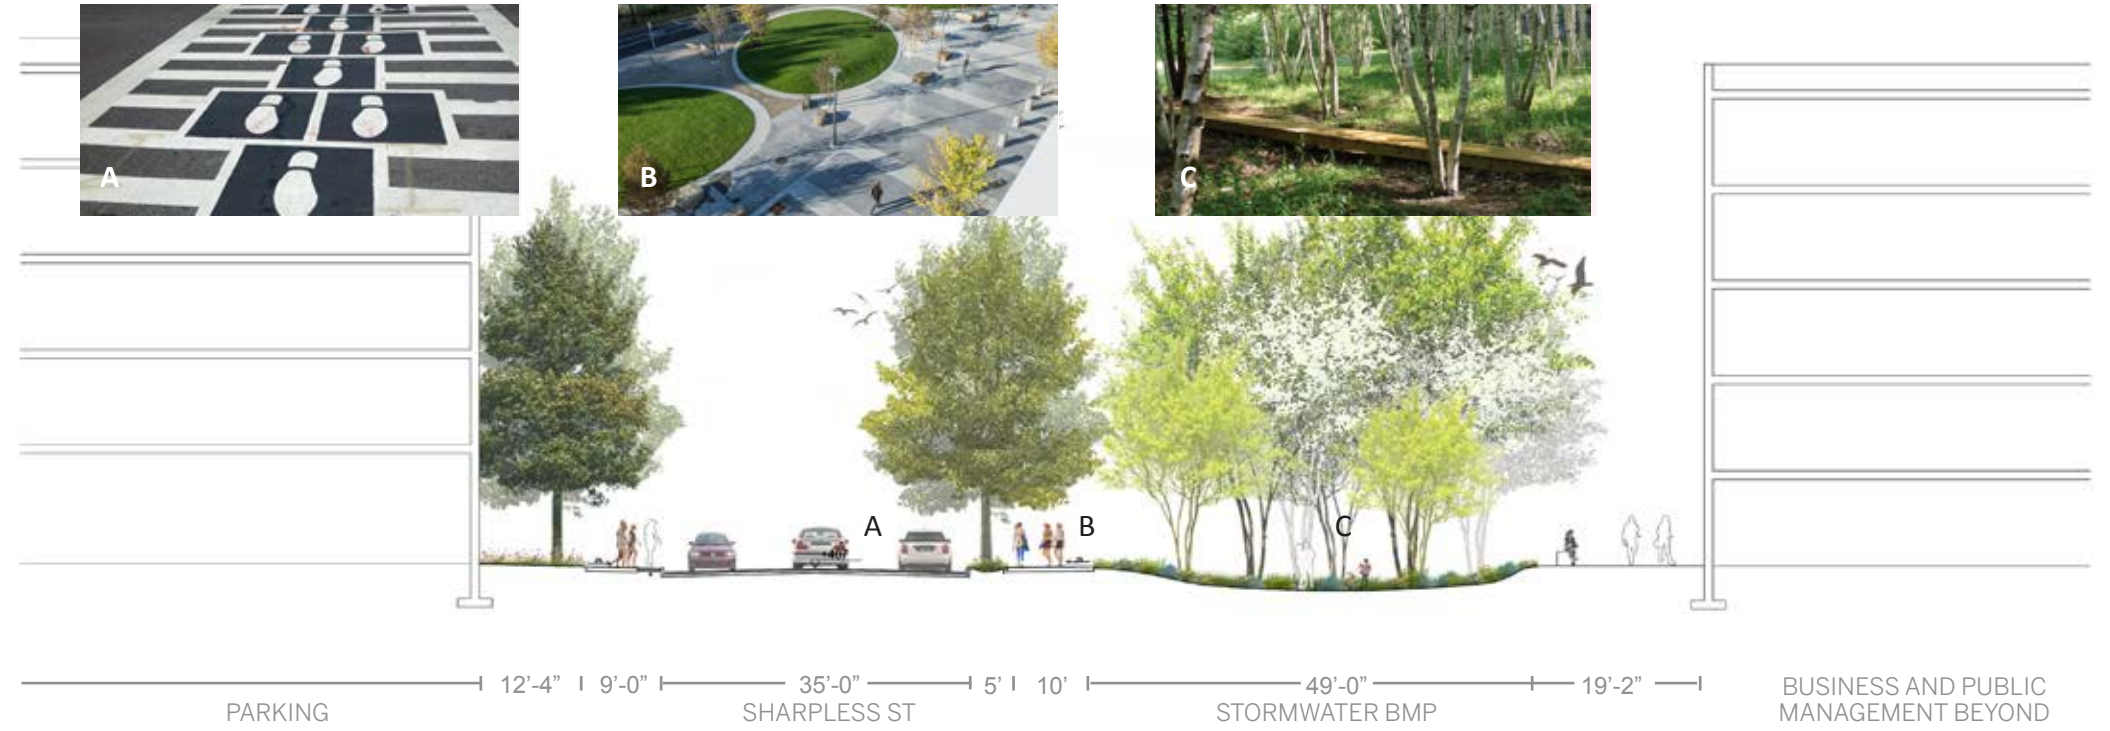 A
B
C
A
B
C
12’-4”
9’-0”
35’-0”
5’
10’
49’-0”
19’-2”
PARKING
SHARPLESS ST
STORMWATER BMP
BUSINESS AND PUBLIC
MANAGEMENT BEYOND